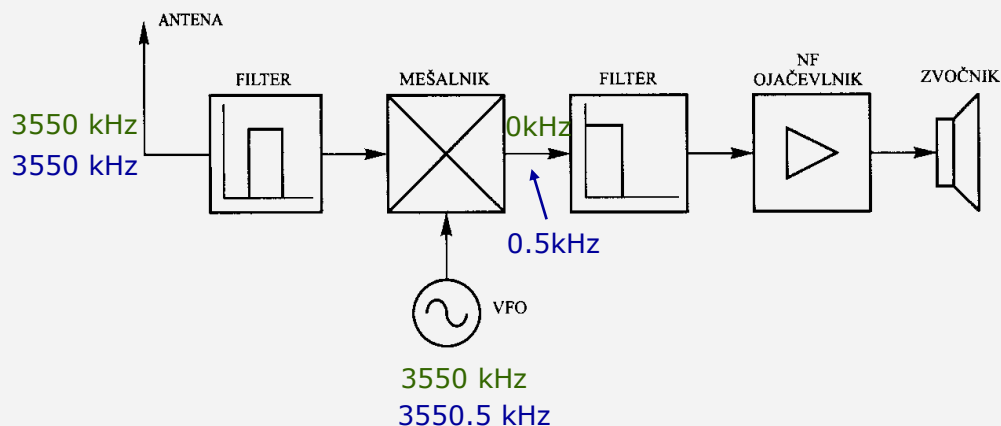 ANTENA
FILTER
MEŠALNIK
FILTER
NF
OJAČEVLNIK
ZVOČNIK
3550 kHz
3550 kHz
0kHz
0.5kHz
VFO
3550 kHz
3550.5 kHz